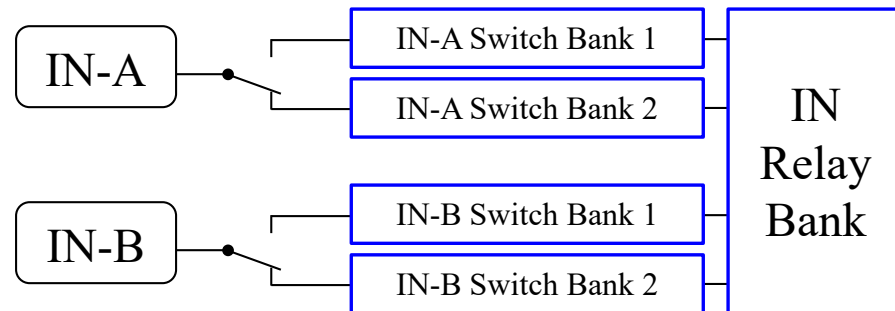 IN-A
IN-A Switch Bank 1
IN-A Switch Bank 2
IN-B
IN-B Switch Bank 1
IN-B Switch Bank 2
IN
Relay
Bank